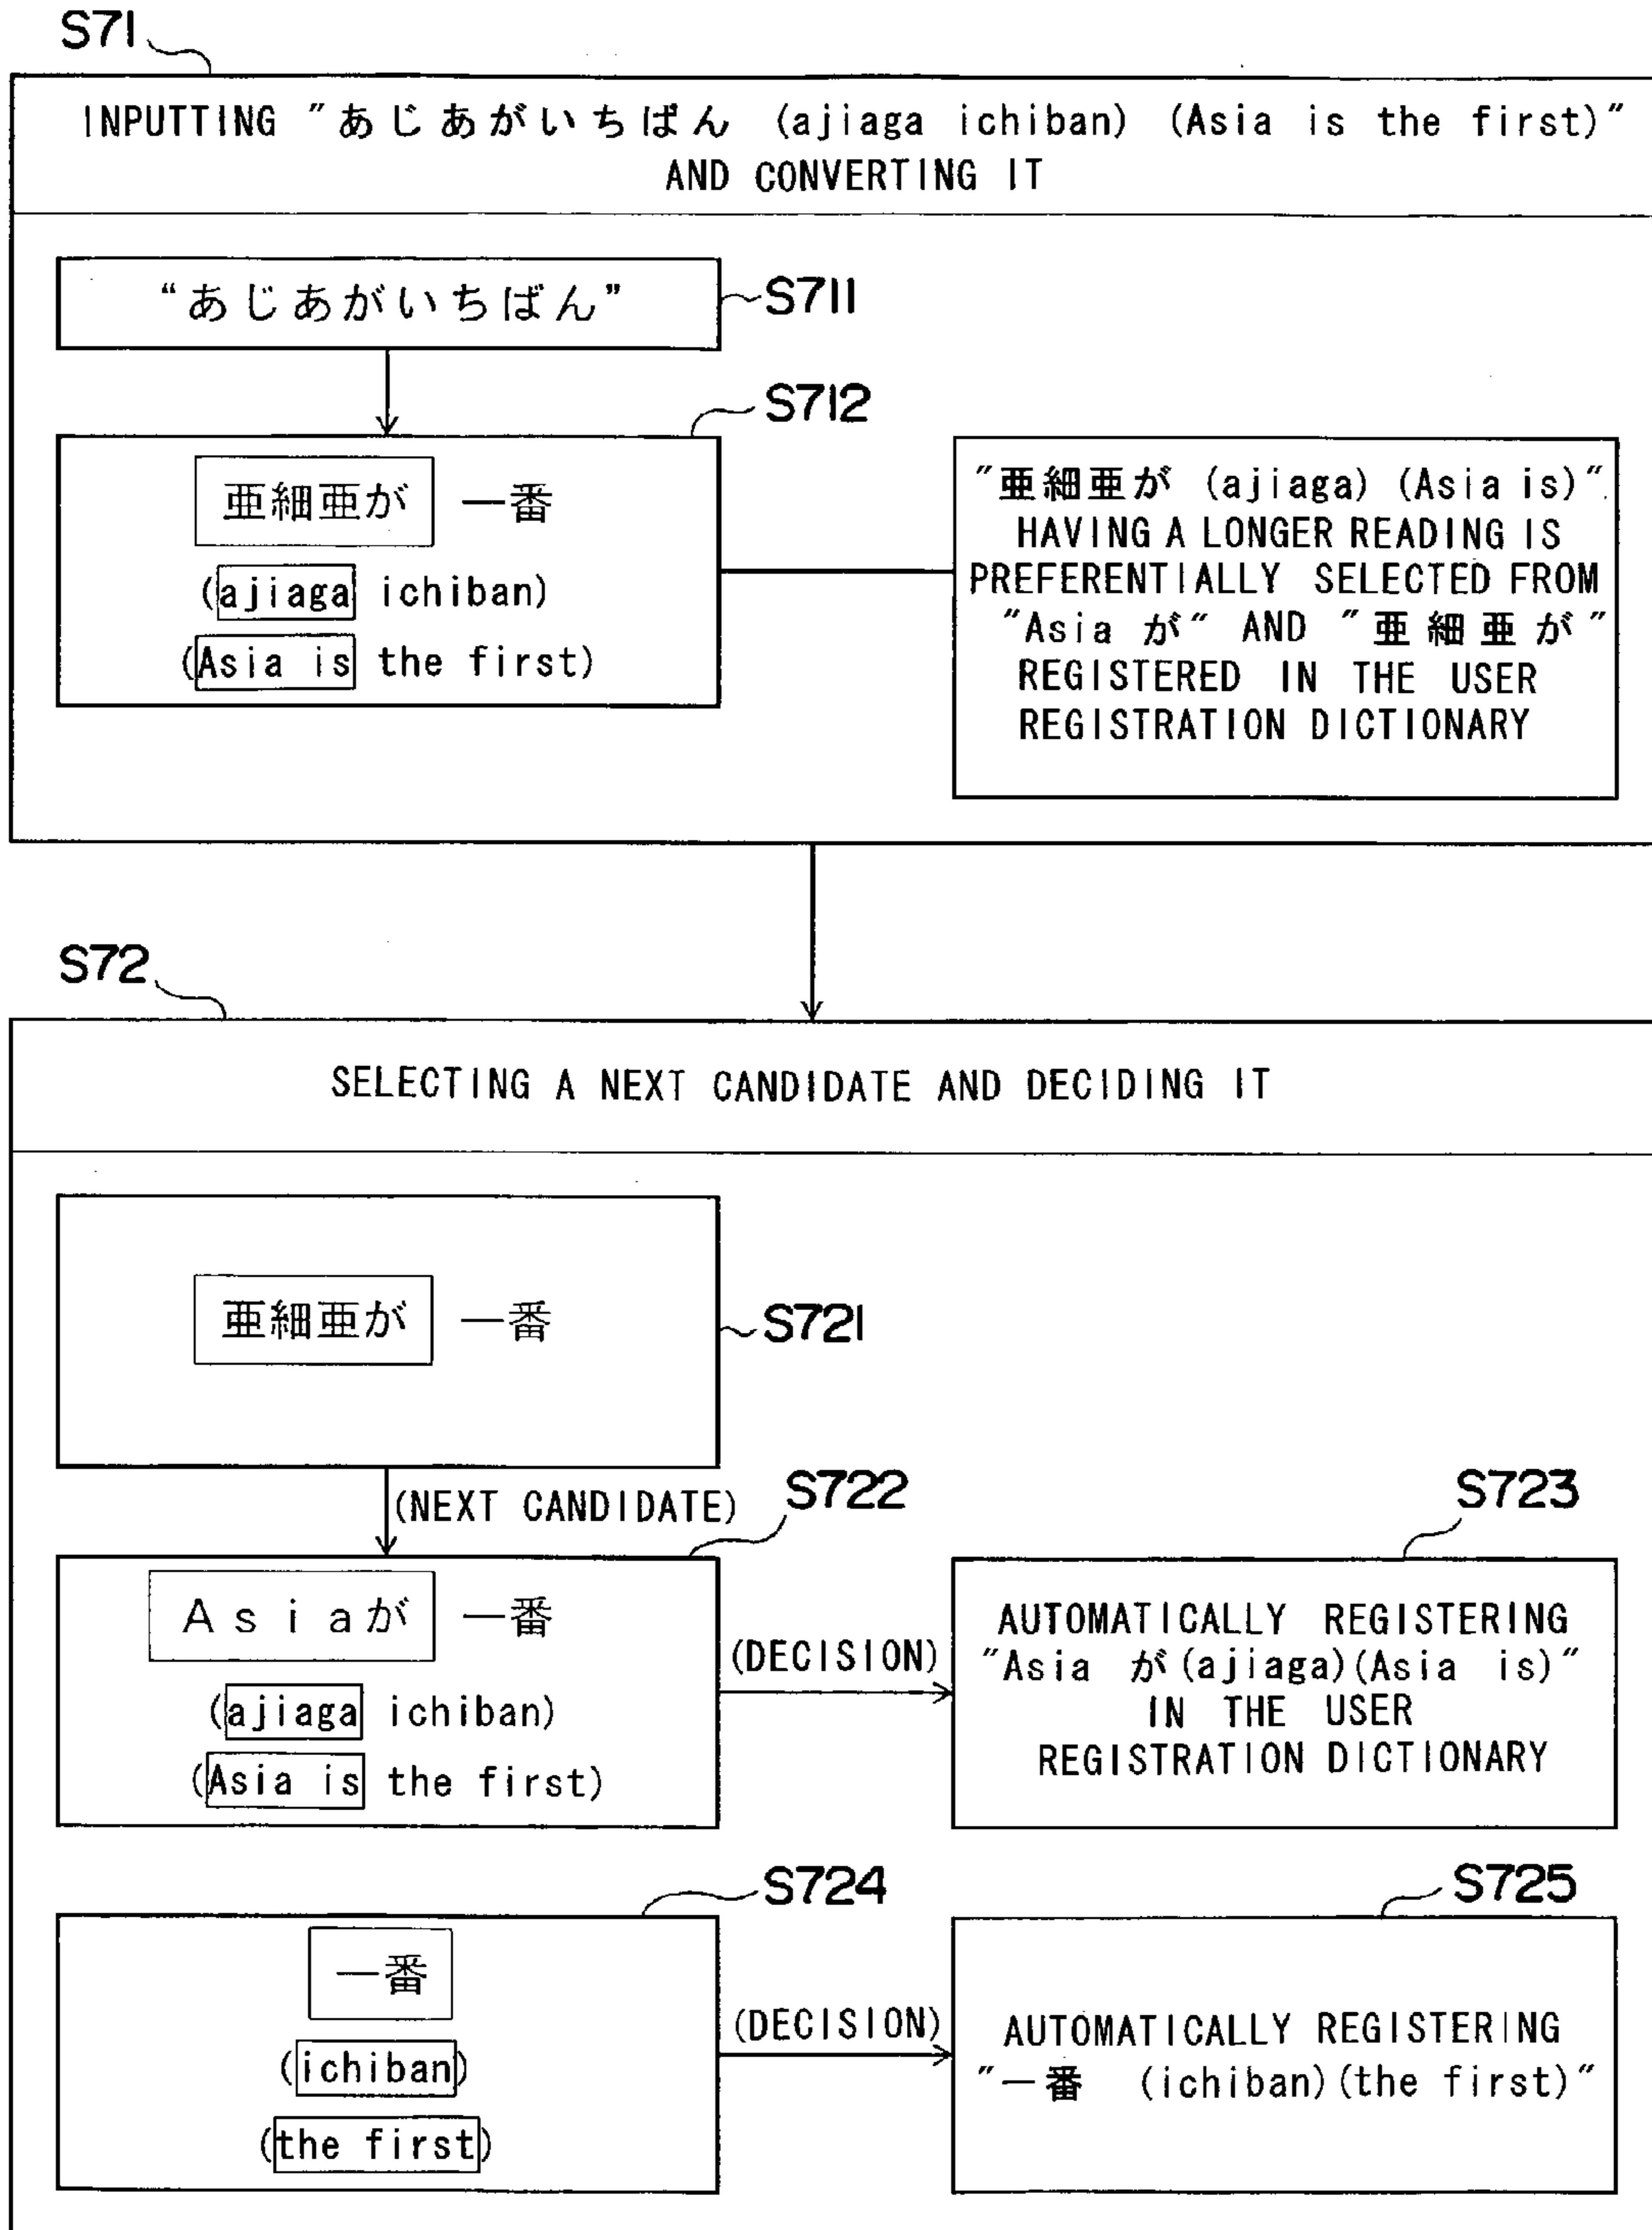 S71
INPUTTING "あじあがいちばん (ajiaga ichiban) (Asia is the first)"
AND CONVERTING IT
"あじあがいちばん"
S711
S712
亜細亜が 一番
(ajiaga ichiban)
(Asia is the first)
"亜細亜が (ajiaga) (Asia is)"
HAVING A LONGER READING IS
PREFERENTIALLY SELECTED FROM
"Asia が" AND "亜細亜が"
REGISTERED IN THE USER
REGISTRATION DICTIONARY
S72
SELECTING A NEXT CANDIDATE AND DECIDING IT
亜細亜が 一番
S721
(NEXT CANDIDATE)
S722
Asiaが 一番
(ajiaga ichiban)
(Asia is the first)
(DECISION)
S723
AUTOMATICALLY REGISTERING
"Asia が(ajiaga)(Asia is)"
IN THE USER
REGISTRATION DICTIONARY
S724
一番
(ichiban)
(the first)
(DECISION)
S725
AUTOMATICALLY REGISTERING
"一番 (ichiban)(the first)"